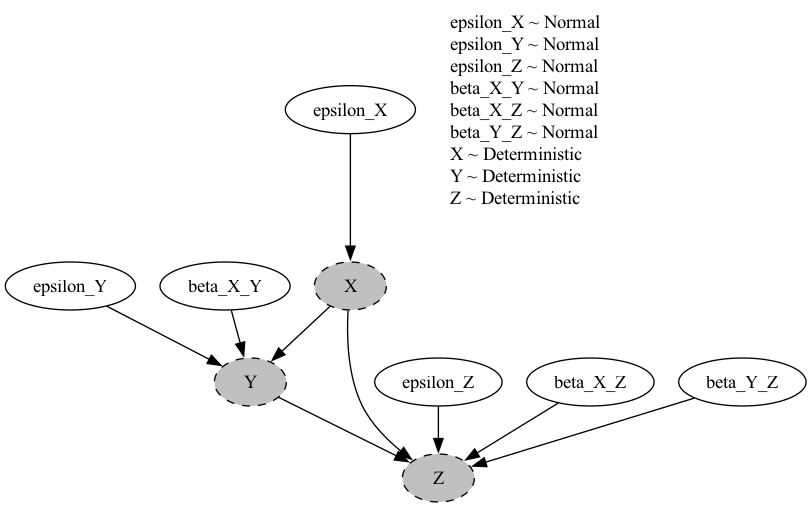 epsilon_X ~ Normal
epsilon_Y ~ Normal
epsilon_Z ~ Normal
beta_X_Y ~ Normal
beta_X_Z ~ Normal
beta_Y_Z ~ Normal
X ~ Deterministic
Y ~ Deterministic
Z ~ Deterministic
epsilon_X
epsilon_Y
beta_X_Y
X
Y
epsilon_Z
beta_X_Z
beta_Y_Z
Z